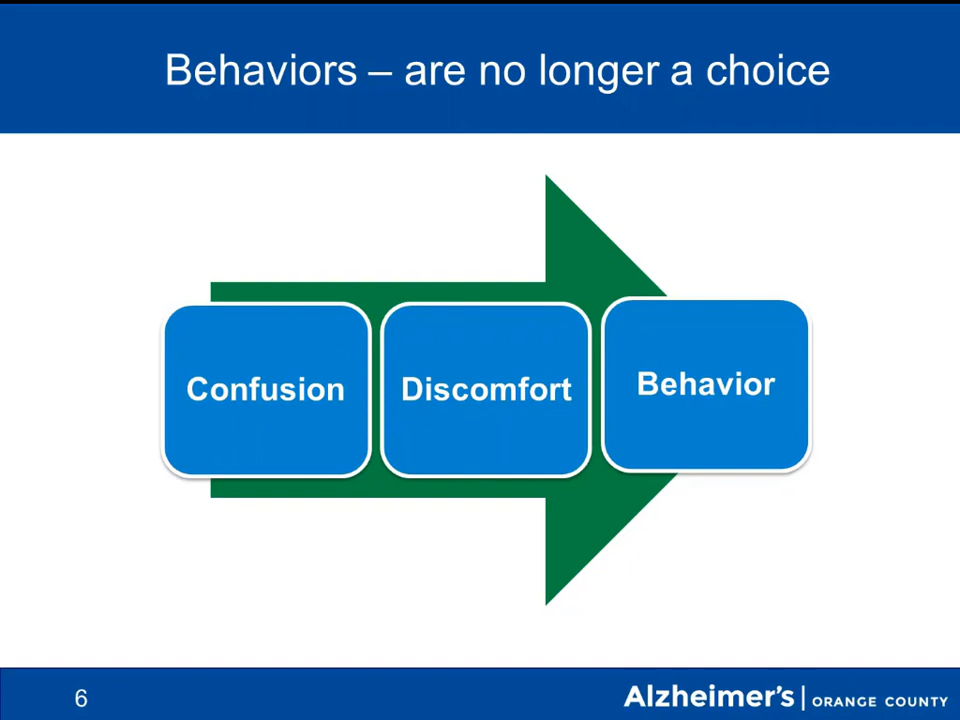 Behaviors – are no longer a choice
Confusion
Discomfort
Behavior
6
Alzheimer's | ORANGE COUNTY